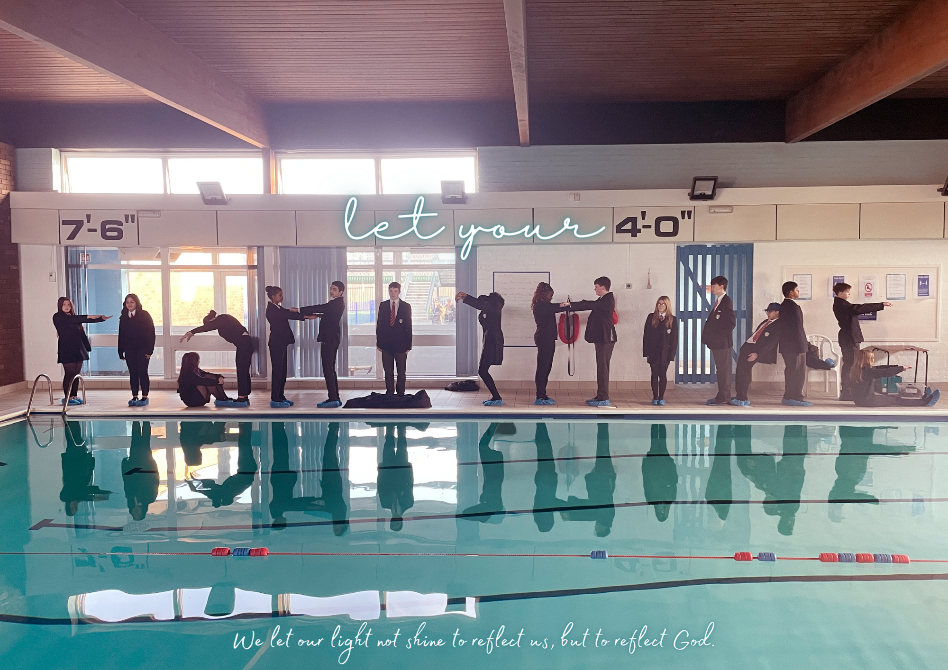 7'-6"
let your
4'-0"
We let our light not shine to reflect us, but to reflect God.